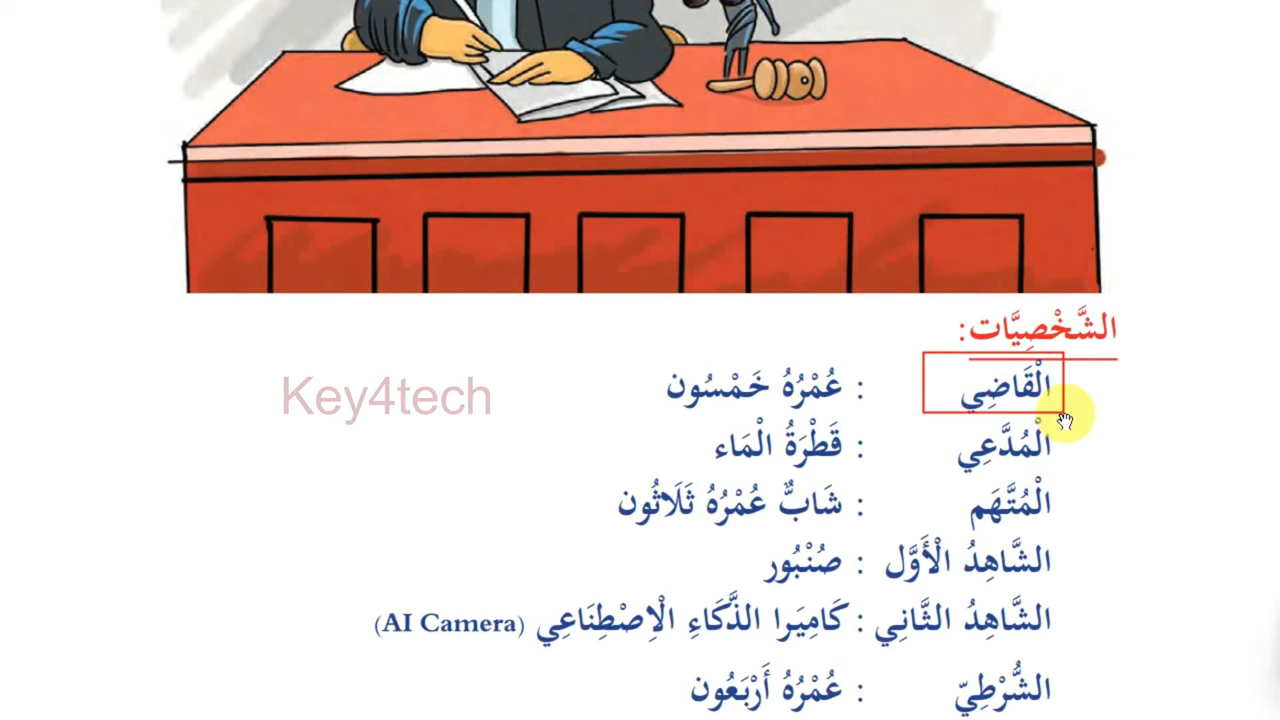 الشَّخْصِيَّات:
الْقَاضِي : عُمْرُهُ خَمْسُون
Key4tech
الْمُدَّعِي : قَطْرَةُ الْمَاء
الْمُتَّهَم : شَابٌّ عُمْرُهُ ثَلَاثُون
الشَّاهِدُ الْأَوَّل : صُنْبُور
الشَّاهِدُ الثَّانِي : كَامِيَرا الذَّكَاءِ الْاِصْطِنَاعِي (AI Camera)
الشُّرْطِيّ : عُمْرُهُ أَرْبَعُون